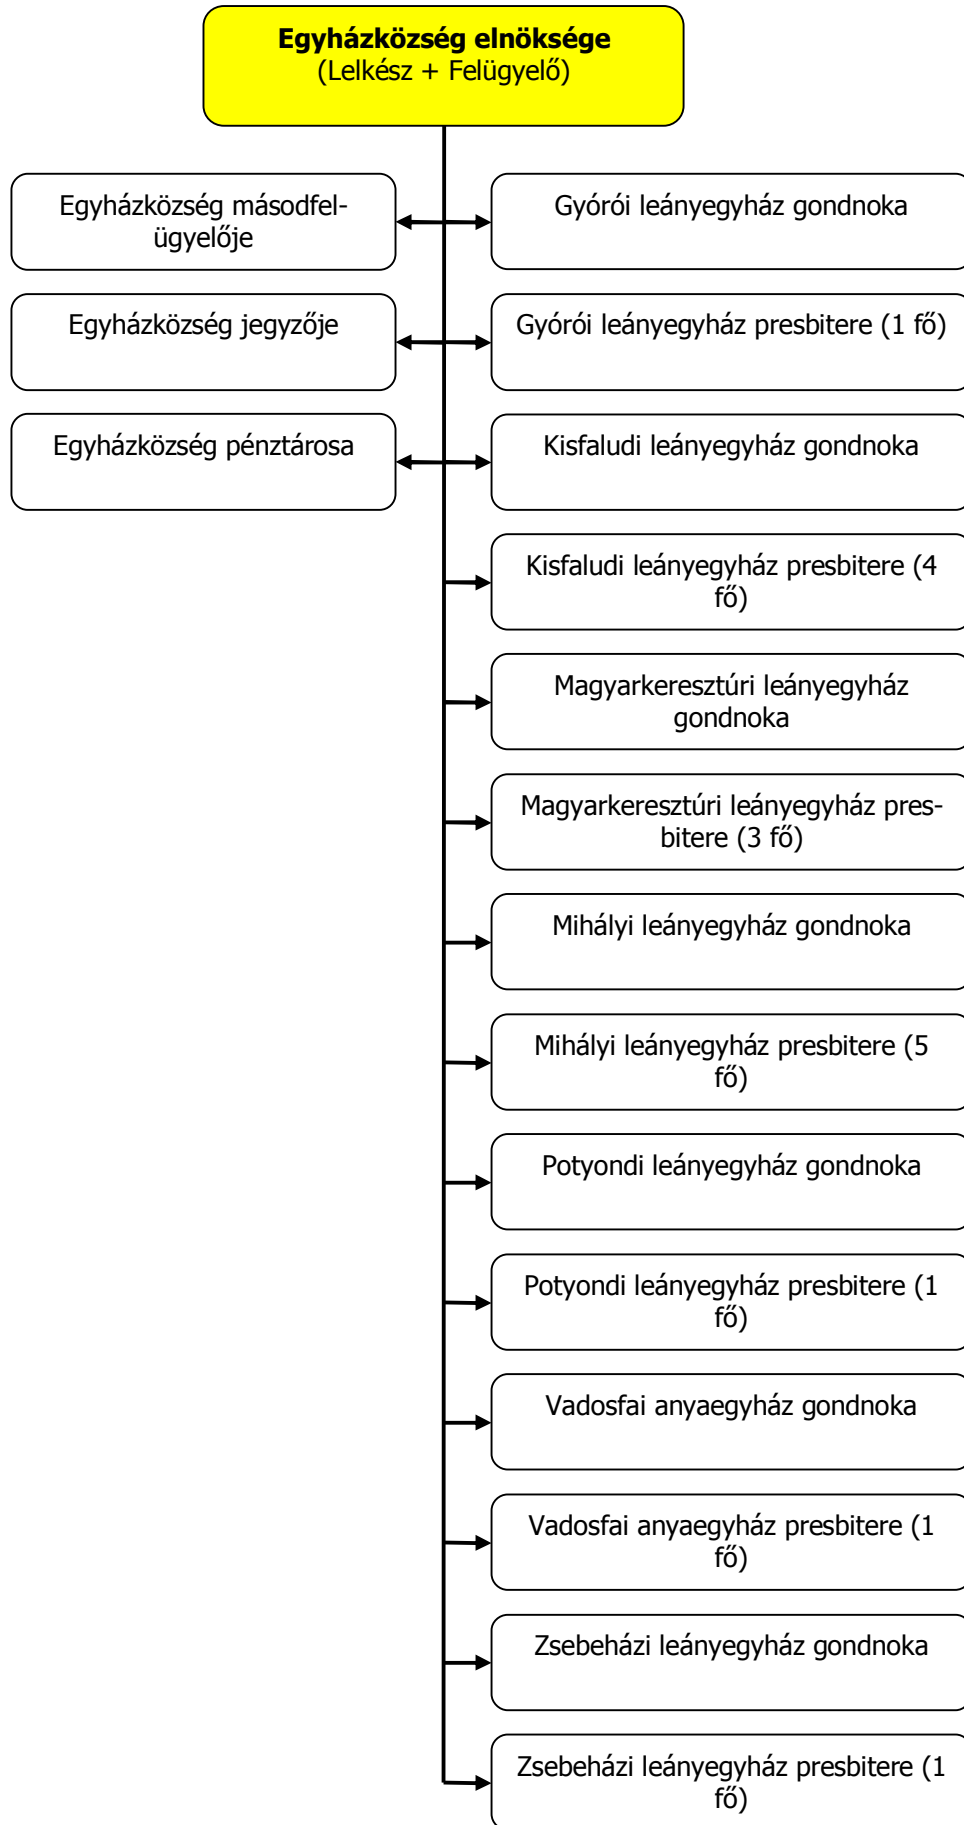 Egyházközség elnöksége
(Lelkész + Felügyelő)
Egyházközség másodfel-
ügyelője
Gyórói leányegyház gondnoka
Egyházközség jegyzője
Gyórói leányegyház presbitere (1 fő)
Egyházközség pénztárosa
Kisfaludi leányegyház gondnoka
Kisfaludi leányegyház presbitere (4
fő)
Magyarkeresztúri leányegyház
gondnoka
Magyarkeresztúri leányegyház pres-
bitere (3 fő)
Mihályi leányegyház gondnoka
Mihályi leányegyház presbitere (5
fő)
Potyondi leányegyház gondnoka
Potyondi leányegyház presbitere (1
fő)
Vadosfai anyaegyház gondnoka
Vadosfai anyaegyház presbitere (1
fő)
Zsebeházi leányegyház gondnoka
Zsebeházi leányegyház presbitere (1
fő)